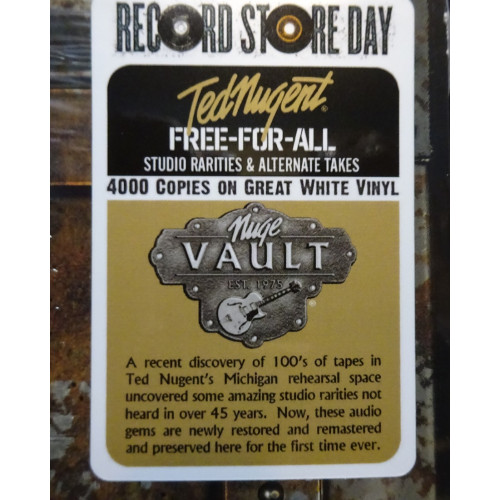 RECORD STORE DAY
Ted Nugent
FREE-FOR-ALL
STUDIO RARITIES & ALTERNATE TAKES
4000 COPIES ON GREAT WHITE VINYL
Nuge
VAULT
EST. 1975
A recent discovery of 100's of tapes in
Ted Nugent's Michigan rehearsal space
uncovered some amazing studio rarities not
heard in over 45 years. Now, these audio
gems are newly restored and remastered
and preserved here for the first time ever.